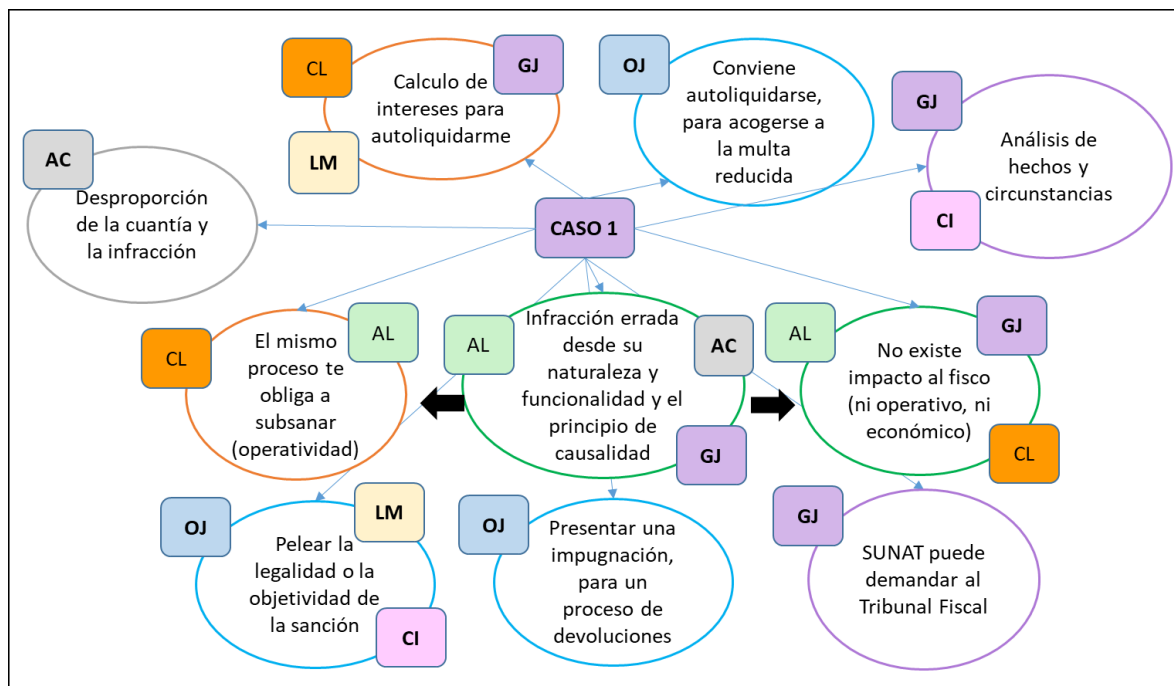 CL
Calculo de
intereses para
autoliquidarme
GJ
LM
OJ
Conviene
autoliquidarse,
para acogerse a
la multa
reducida
GJ
Análisis de
hechos y
circunstancias
CI
AC
Desproporción
de la cuantía y
la infracción
CASO 1
CL
El mismo
proceso te
obliga a
subsanar
(operatividad)
AL
AL
Infracción errada
desde su
naturaleza y
funcionalidad y el
principio de
causalidad
AC
GJ
AL
No existe
impacto al fisco
(ni operativo, ni
económico)
GJ
CL
OJ
Pelear la
legalidad o la
objetividad de
la sanción
LM
CI
OJ
Presentar una
impugnación,
para un
proceso de
devoluciones
GJ
SUNAT puede
demandar al
Tribunal Fiscal